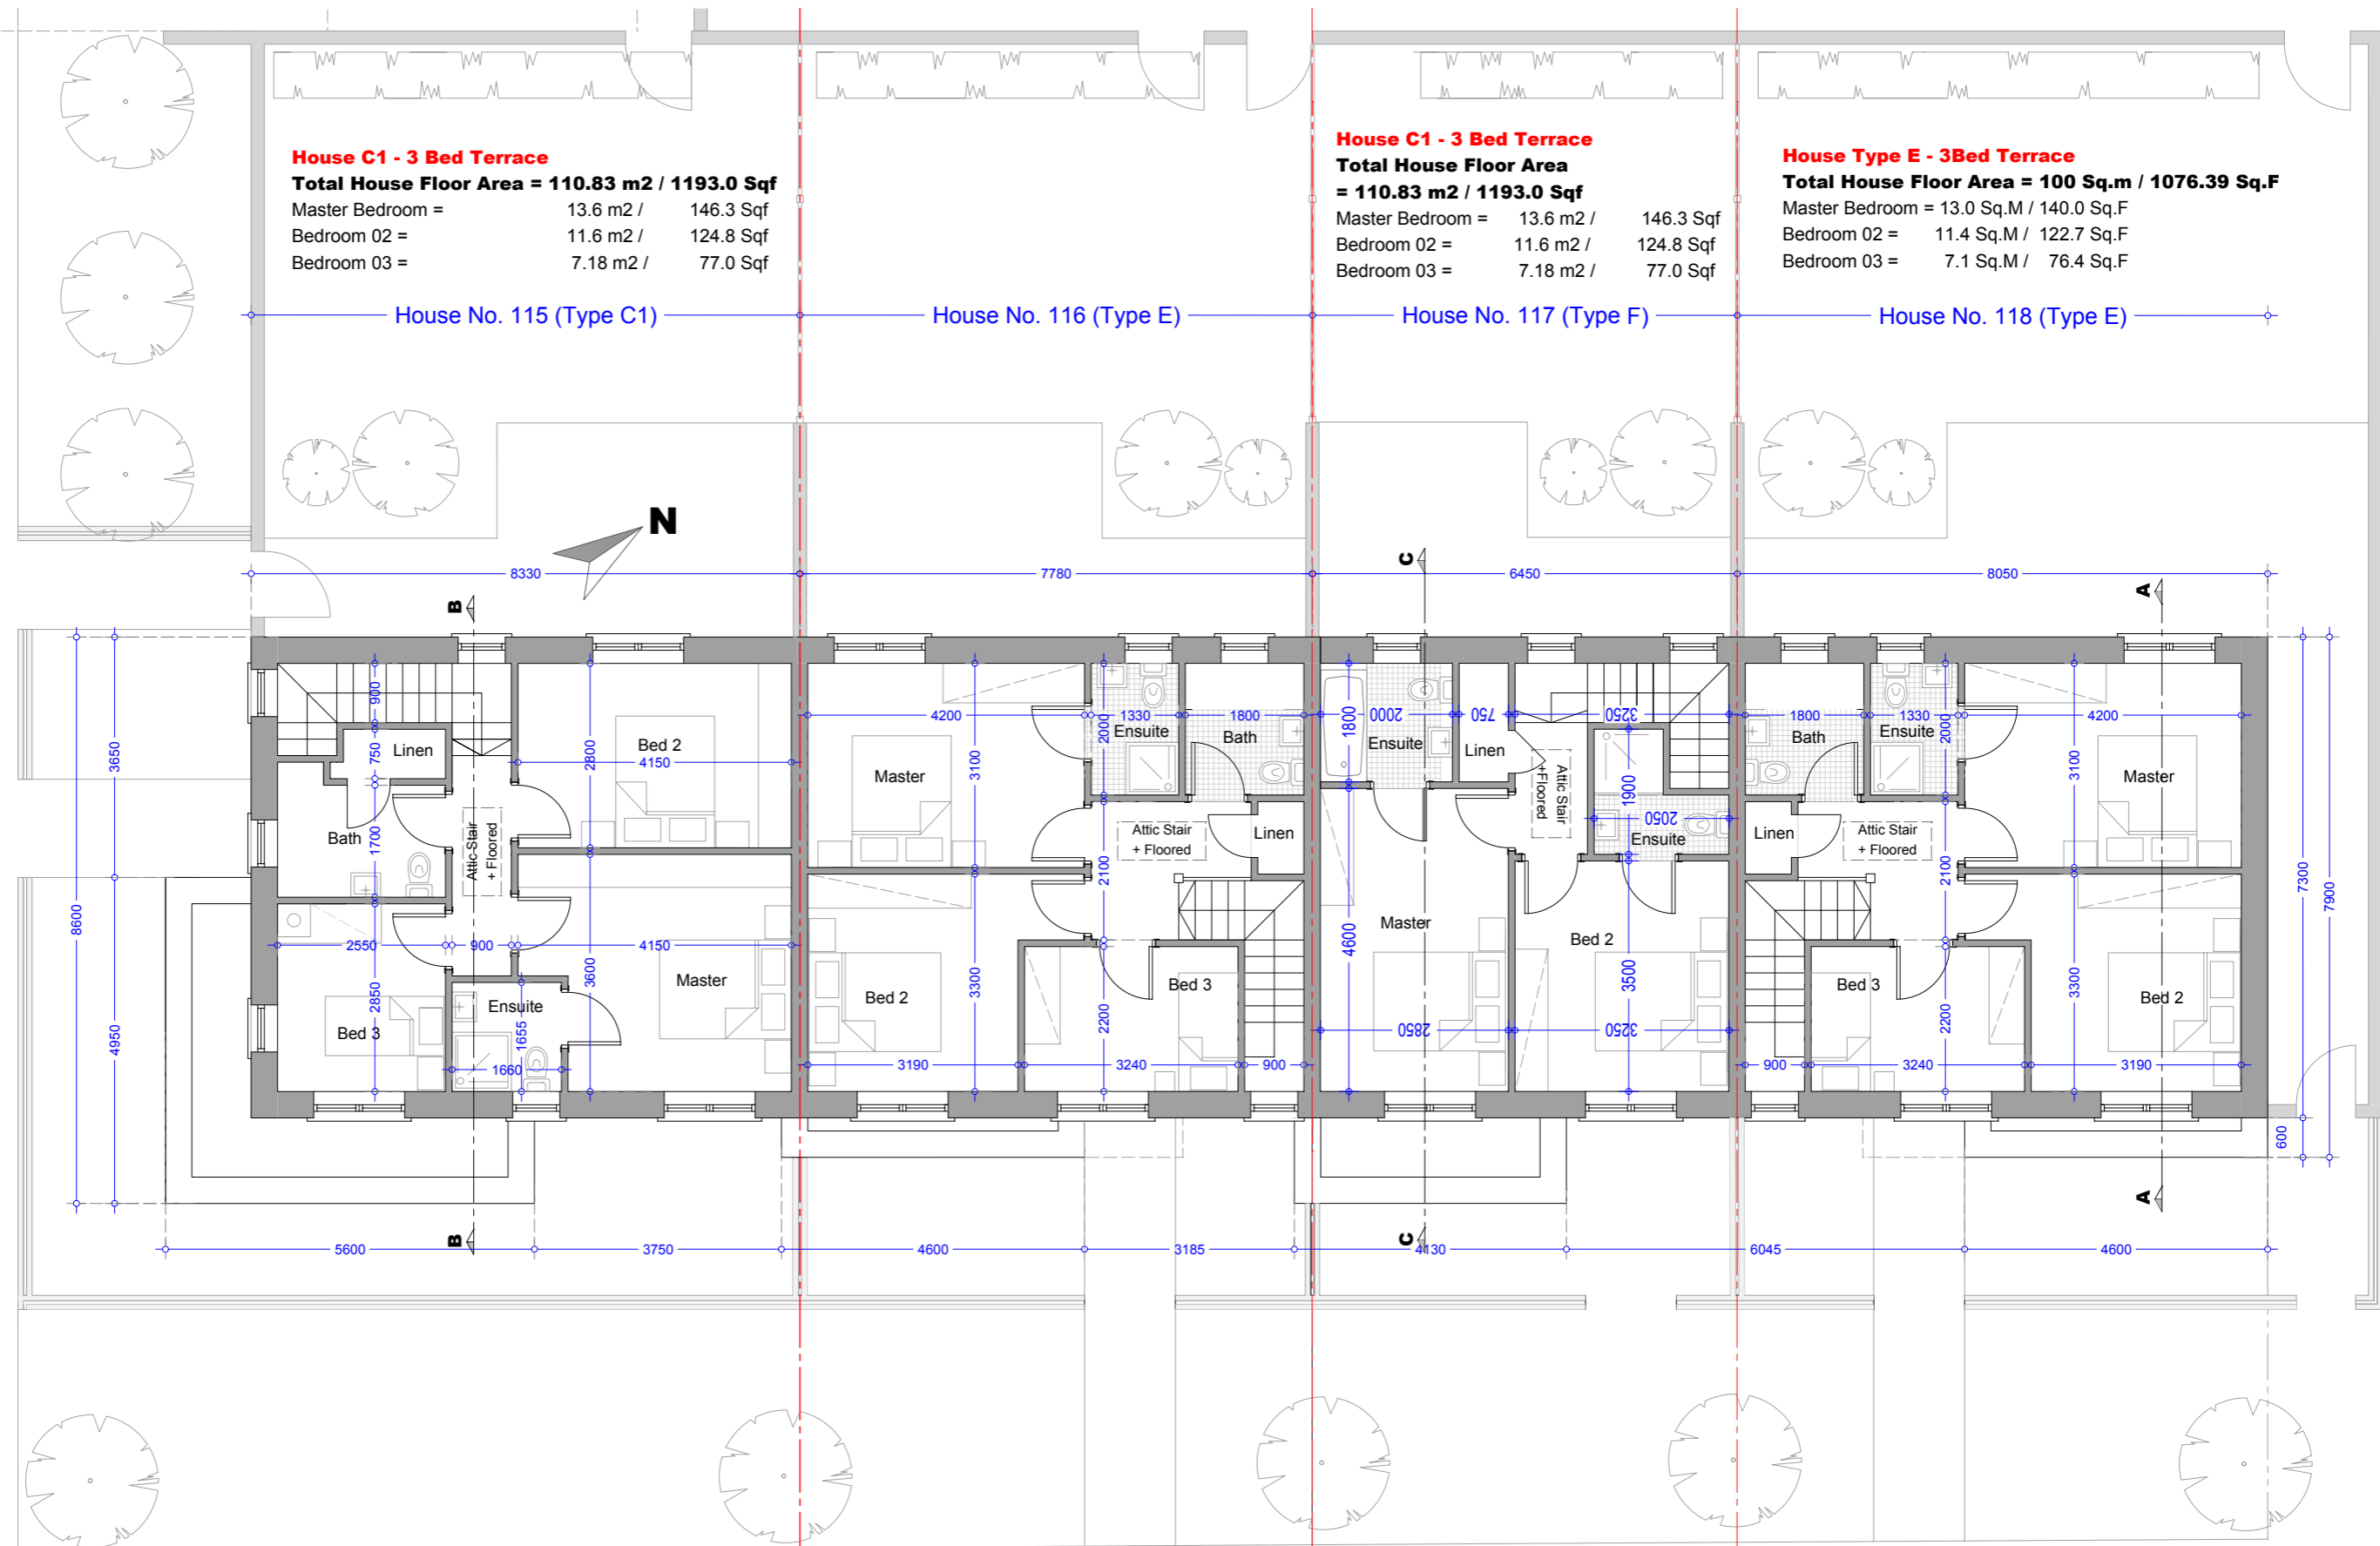 House C1 - 3 Bed Terrace
Total House Floor Area = 110.83 m2 / 1193.0 Sqf
Master Bedroom = 13.6 m2 / 146.3 Sqf
Bedroom 02 = 11.6 m2 / 124.8 Sqf
Bedroom 03 = 7.18 m2 / 77.0 Sqf
House C1 - 3 Bed Terrace
Total House Floor Area
= 110.83 m2 / 1193.0 Sqf
Master Bedroom = 13.6 m2 / 146.3 Sqf
Bedroom 02 = 11.6 m2 / 124.8 Sqf
Bedroom 03 = 7.18 m2 / 77.0 Sqf
House Type E - 3Bed Terrace
Total House Floor Area = 100 Sq.m / 1076.39 Sq.F
Master Bedroom = 13.0 Sq.M / 140.0 Sq.F
Bedroom 02 = 11.4 Sq.M / 122.7 Sq.F
Bedroom 03 = 7.1 Sq.M / 76.4 Sq.F
House No. 115 (Type C1)
House No. 116 (Type E)
House No. 117 (Type F)
House No. 118 (Type E)
N
8330
7780
6450
8050
B
C
A
3650
8600
4950
900
750
Linen
1700
Bath
Attic Stair
+ Floored
2800
Bed 2
4150
2550
900
4150
2850
Bed 3
3600
Master
Ensuite
1655
1660
4200
3100
Master
2000
1330
Ensuite
1800
Bath
Attic Stair
+ Floored
Linen
2100
3300
Bed 2
2200
Bed 3
3190
3240
900
1800
2000
Ensuite
750
Linen
3250
Attic Stair
+Floored
1900
2050
Ensuite
4600
Master
Bed 2
3500
2850
3250
1800
Bath
1330
Ensuite
2000
4200
3100
Master
Linen
Attic Stair
+ Floored
2100
Bed 3
2200
3300
Bed 2
900
3240
3190
7300
7900
600
B
C
A
5600
3750
4600
3185
4130
6045
4600